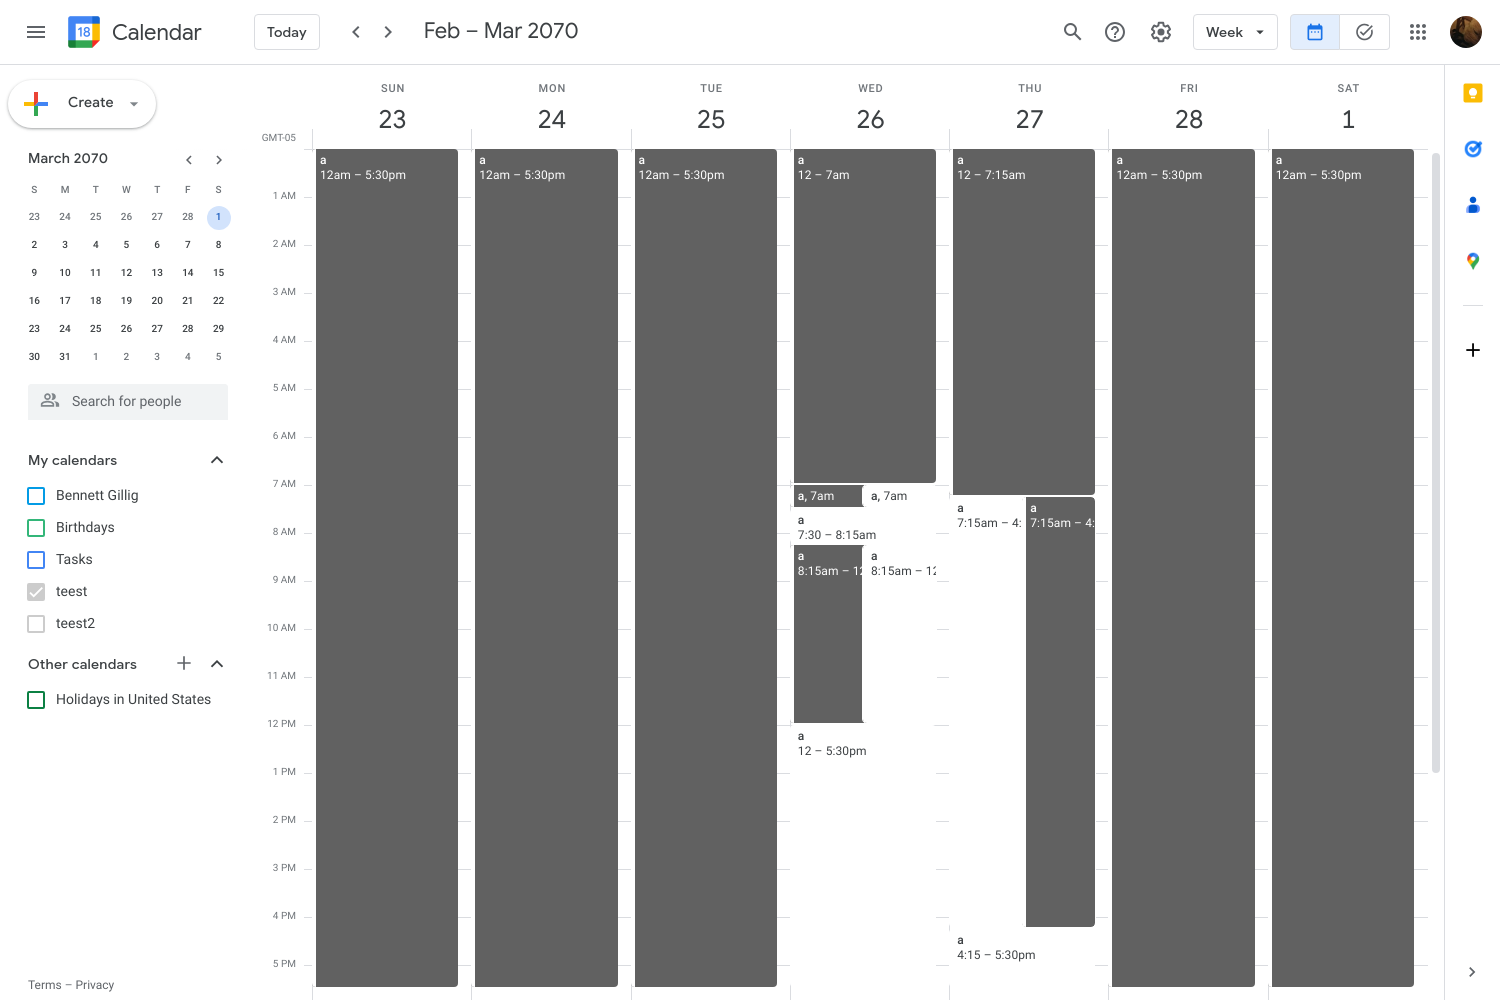 18 Calendar
Today
Feb – Mar 2070
Week
Create
March 2070
S M T W T F S
23 24 25 26 27 28 1
2 3 4 5 6 7 8
9 10 11 12 13 14 15
16 17 18 19 20 21 22
23 24 25 26 27 28 29
30 31 1 2 3 4 5
Search for people
My calendars
Bennett Gillig
Birthdays
Tasks
teest
teest2
Other calendars
Holidays in United States
Terms – Privacy
SUN MON TUE WED THU FRI SAT
23 24 25 26 27 28 1
GMT-05
a a a a a a a
12am – 5:30pm 12am – 5:30pm 12am – 5:30pm 12 – 7am 12 – 7:15am 12am – 5:30pm 12am – 5:30pm
1 AM
2 AM
3 AM
4 AM
5 AM
6 AM
7 AM
a, 7am a, 7am
a a
7:15am – 4: 7:15am – 4:
a
7:30 – 8:15am
8 AM
a a
8:15am – 12 8:15am – 12
9 AM
10 AM
11 AM
12 PM
a
12 – 5:30pm
1 PM
2 PM
3 PM
4 PM
a
4:15 – 5:30pm
5 PM